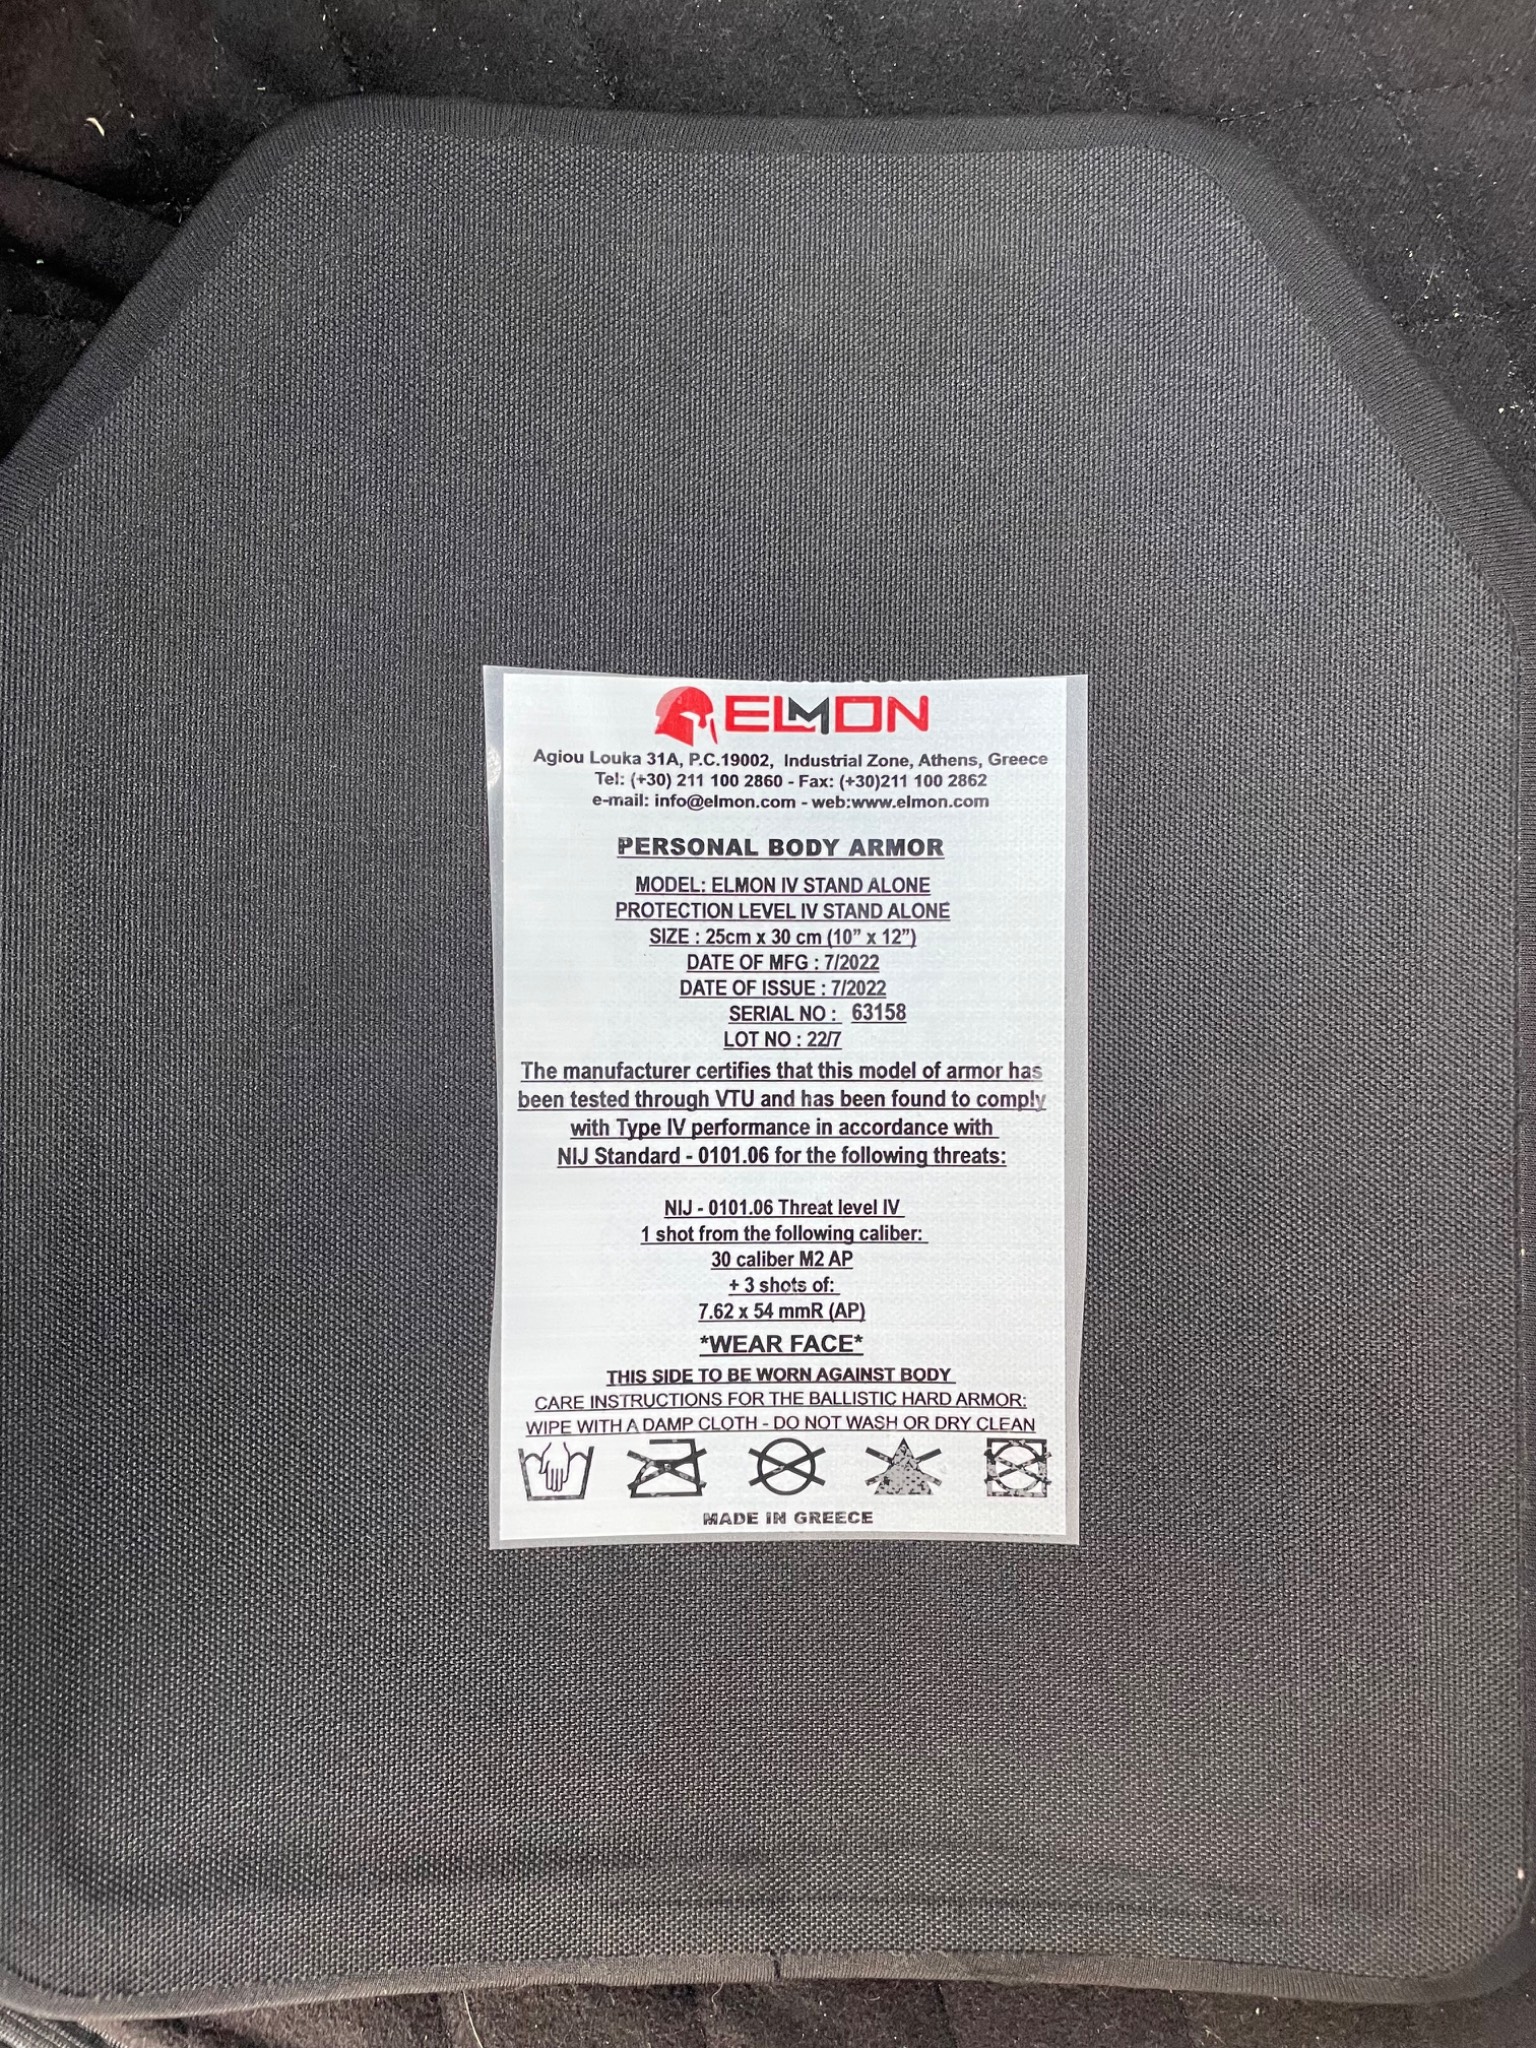 ELMON
Agiou Louka 31A, P.C.19002, Industrial Zone, Athens, Greece
Tel: (+30) 211 100 2860 - Fax: (+30)211 100 2862
e-mail: info@elmon.com - web:www.elmon.com
PERSONAL BODY ARMOR
MODEL: ELMON IV STAND ALONE
PROTECTION LEVEL IV STAND ALONE
SIZE : 25cm x 30 cm (10” x 12”)
DATE OF MFG : 7/2022
DATE OF ISSUE : 7/2022
SERIAL NO : 63158
LOT NO : 22/7
The manufacturer certifies that this model of armor has
been tested through VTU and has been found to comply
with Type IV performance in accordance with
NIJ Standard - 0101.06 for the following threats:
NIJ - 0101.06 Threat level IV
1 shot from the following caliber:
30 caliber M2 AP
+ 3 shots of:
7.62 x 54 mmR (AP)
*WEAR FACE*
THIS SIDE TO BE WORN AGAINST BODY
CARE INSTRUCTIONS FOR THE BALLISTIC HARD ARMOR:
WIPE WITH A DAMP CLOTH - DO NOT WASH OR DRY CLEAN
MADE IN GREECE